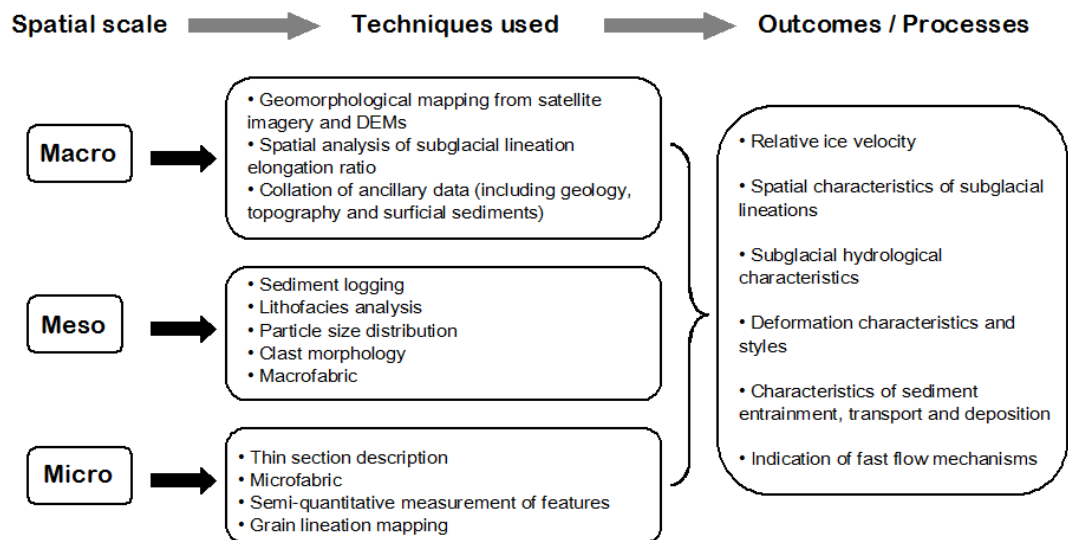 Spatial scale
Techniques used
Outcomes / Processes
Macro
• Geomorphological mapping from satellite
imagery and DEMs
• Spatial analysis of subglacial lineation
elongation ratio
• Collation of ancillary data (including geology,
topography and surficial sediments)
Meso
• Sediment logging
• Lithofacies analysis
• Particle size distribution
• Clast morphology
• Macrofabric
Micro
• Thin section description
• Microfabric
• Semi-quantitative measurement of features
• Grain lineation mapping
• Relative ice velocity
• Spatial characteristics of subglacial
lineations
• Subglacial hydrological
characteristics
• Deformation characteristics and
styles
• Characteristics of sediment
entrainment, transport and deposition
• Indication of fast flow mechanisms